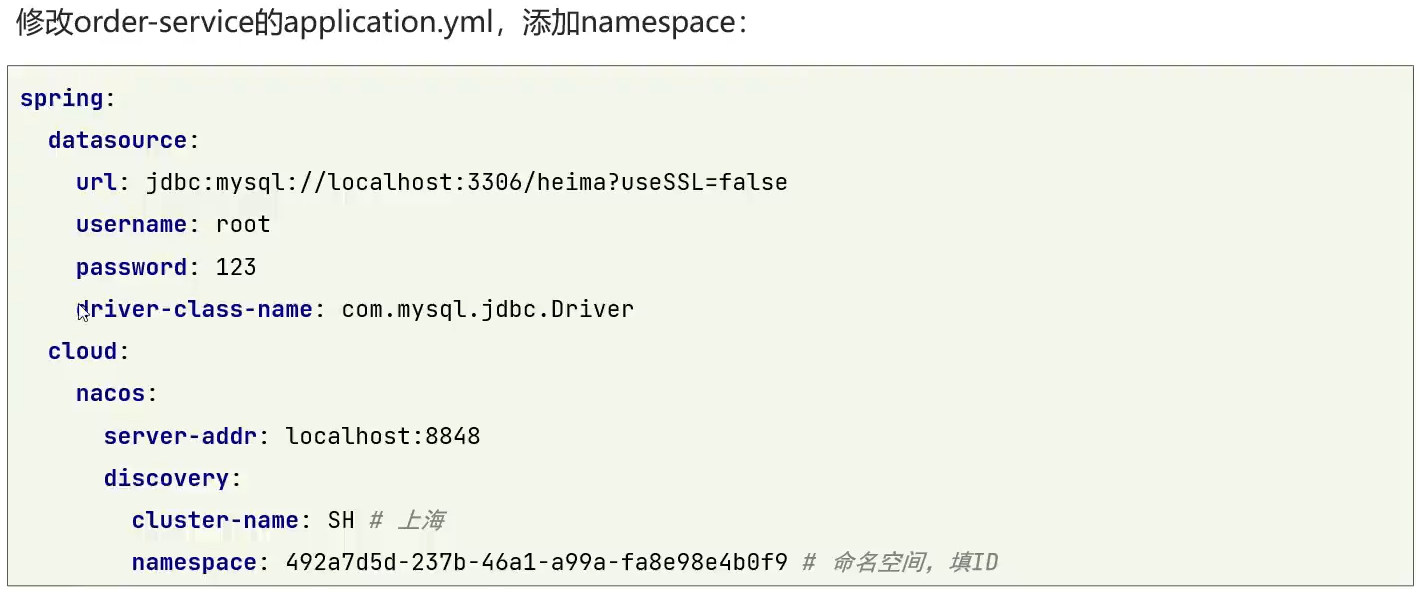 修改order-service的application.yml，添加namespace：
spring:
datasource:
url: jdbc:mysql://localhost:3306/heima?useSSL=false
username: root
password: 123
driver-class-name: com.mysql.jdbc.Driver
cloud:
nacos:
server-addr: localhost:8848
discovery:
cluster-name: SH # 上海
namespace: 492a7d5d-237b-46a1-a99a-fa8e98e4b0f9 # 命名空间，填ID